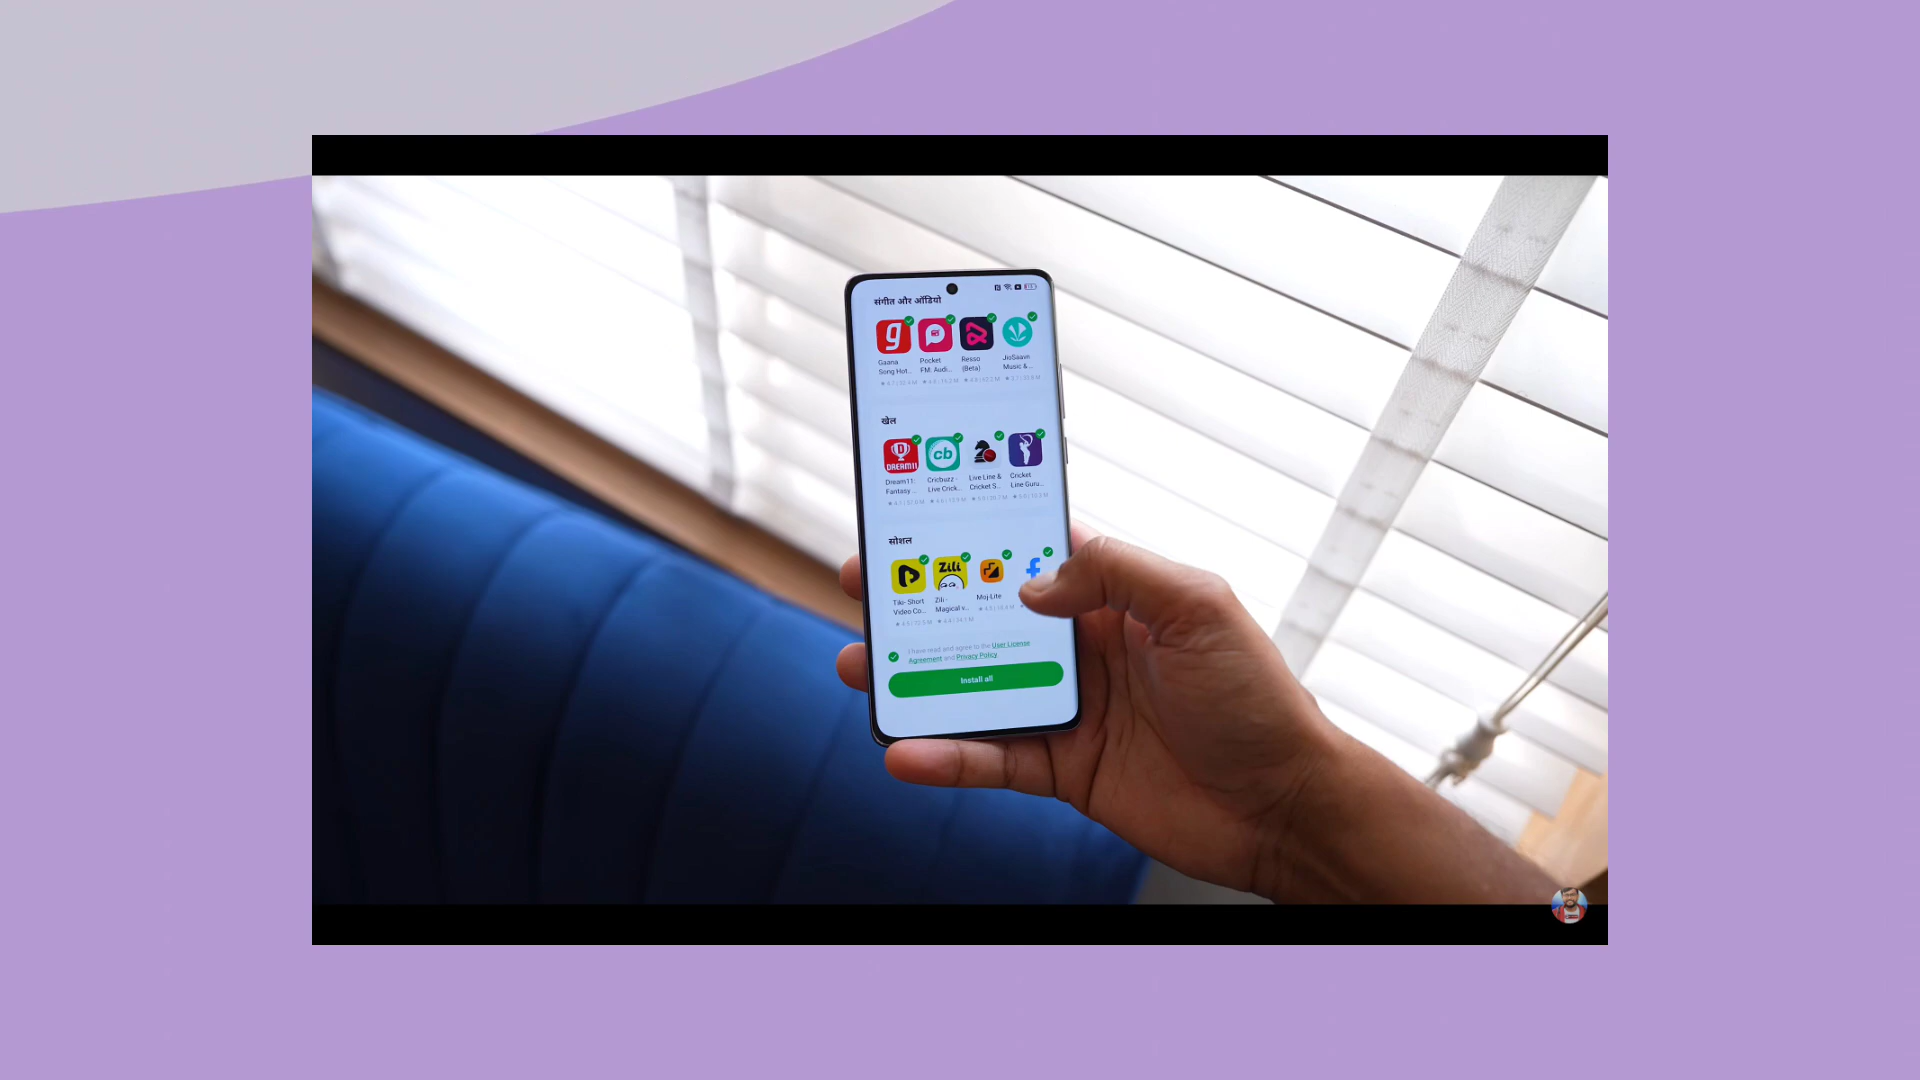 संगीत और ऑडियो
g
Gaana Pocket Resso JioSaavn
Song Hot.. FM: Audi... (Beta) Music &...
खेल
D DREAM11 cb
Dream11: Cricbuzz - Live Line & Cricket
Fantasy ... Live Crick.. Cricket S... Line Guru...
सोशल
Zili f
Tiki- Short Zili - Moj-Lite
Video Co... Magical v...
I have read and agree to the User License
Agreement and Privacy Policy
Install all